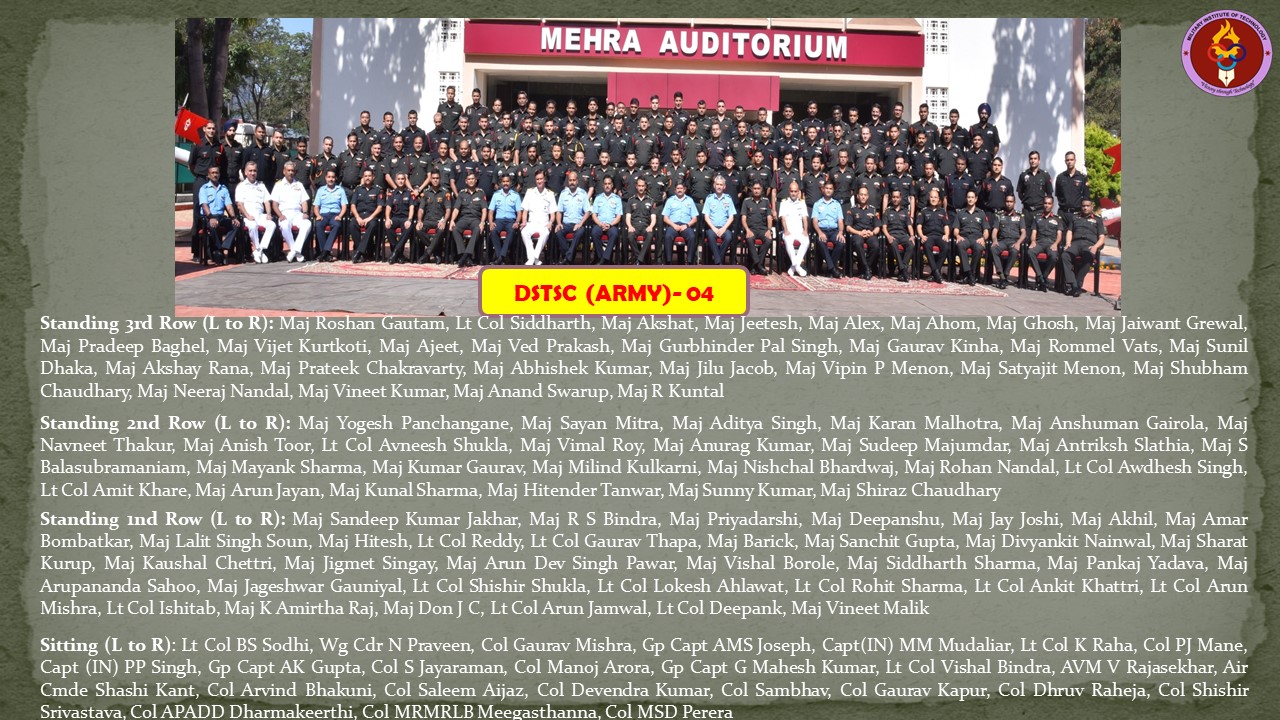 MEHRA AUDITORIUM
MILITARY INSTITUTE OF TECHNOLOGY
Victory through Technology
DSTSC (ARMY)- 04
Standing 3rd Row (L to R): Maj Roshan Gautam, Lt Col Siddharth, Maj Akshat, Maj Jeetesh, Maj Alex, Maj Ahom, Maj Ghosh, Maj Jaiwant Grewal,
Maj Pradeep Baghel, Maj Vijet Kurtkoti, Maj Ajeet, Maj Ved Prakash, Maj Gurbhinder Pal Singh, Maj Gaurav Kinha, Maj Rommel Vats, Maj Sunil
Dhaka, Maj Akshay Rana, Maj Prateek Chakravarty, Maj Abhishek Kumar, Maj Jilu Jacob, Maj Vipin P Menon, Maj Satyajit Menon, Maj Shubham
Chaudhary, Maj Neeraj Nandal, Maj Vineet Kumar, Maj Anand Swarup, Maj R Kuntal
Standing 2nd Row (L to R): Maj Yogesh Panchangane, Maj Sayan Mitra, Maj Aditya Singh, Maj Karan Malhotra, Maj Anshuman Gairola, Maj
Navneet Thakur, Maj Anish Toor, Lt Col Avneesh Shukla, Maj Vimal Roy, Maj Anurag Kumar, Maj Sudeep Majumdar, Maj Antriksh Slathia, Maj S
Balasubramaniam, Maj Mayank Sharma, Maj Kumar Gaurav, Maj Milind Kulkarni, Maj Nishchal Bhardwaj, Maj Rohan Nandal, Lt Col Awdhesh Singh,
Lt Col Amit Khare, Maj Arun Jayan, Maj Kunal Sharma, Maj Hitender Tanwar, Maj Sunny Kumar, Maj Shiraz Chaudhary
Standing 1nd Row (L to R): Maj Sandeep Kumar Jakhar, Maj R S Bindra, Maj Priyadarshi, Maj Deepanshu, Maj Jay Joshi, Maj Akhil, Maj Amar
Bombatkar, Maj Lalit Singh Soun, Maj Hitesh, Lt Col Reddy, Lt Col Gaurav Thapa, Maj Barick, Maj Sanchit Gupta, Maj Divyankit Nainwal, Maj Sharat
Kurup, Maj Kaushal Chettri, Maj Jigmet Singay, Maj Arun Dev Singh Pawar, Maj Vishal Borole, Maj Siddharth Sharma, Maj Pankaj Yadava, Maj
Arupananda Sahoo, Maj Jageshwar Gauniyal, Lt Col Shishir Shukla, Lt Col Lokesh Ahlawat, Lt Col Rohit Sharma, Lt Col Ankit Khattri, Lt Col Arun
Mishra, Lt Col Ishitab, Maj K Amirtha Raj, Maj Don J C, Lt Col Arun Jamwal, Lt Col Deepank, Maj Vineet Malik
Sitting (L to R): Lt Col BS Sodhi, Wg Cdr N Praveen, Col Gaurav Mishra, Gp Capt AMS Joseph, Capt(IN) MM Mudaliar, Lt Col K Raha, Col PJ Mane,
Capt (IN) PP Singh, Gp Capt AK Gupta, Col S Jayaraman, Col Manoj Arora, Gp Capt G Mahesh Kumar, Lt Col Vishal Bindra, AVM V Rajasekhar, Air
Cmde Shashi Kant, Col Arvind Bhakuni, Col Saleem Aijaz, Col Devendra Kumar, Col Sambhav, Col Gaurav Kapur, Col Dhruv Raheja, Col Shishir
Srivastava, Col APADD Dharmakeerthi, Col MRMRLB Meegasthanna, Col MSD Perera